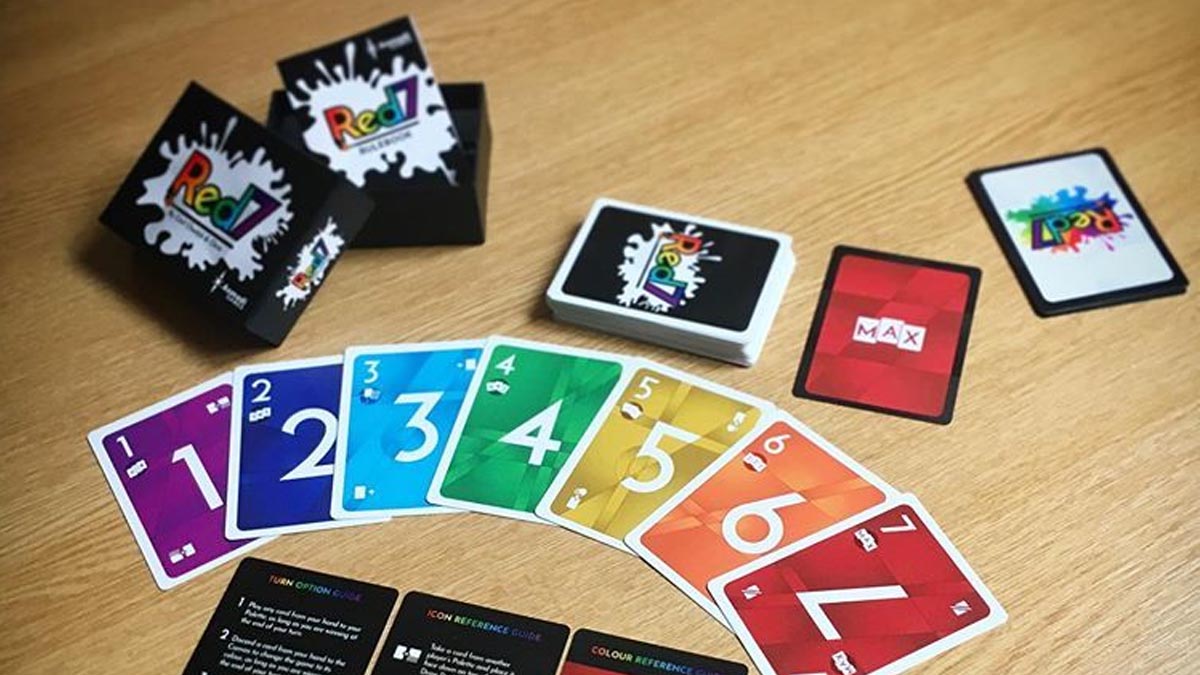 Red7
RULEBOOK
Red7
Red7
Red7
MAX
Red7
1
1
2
2
3
3
4
4
5
5
6
6
7
7
MAX
MAX
TURN OPTION GUIDE
1 Play any card from your hand to your
Palette, as long as you are winning at
the end of your turn.
2 Discard a card from your hand to the
Canvas to change the game to its
colour, as long as you are winning at
the end of your turn.
ICON REFERENCE GUIDE
Take a card from another
player's Palette and place it
COLOUR REFERENCE GUIDE